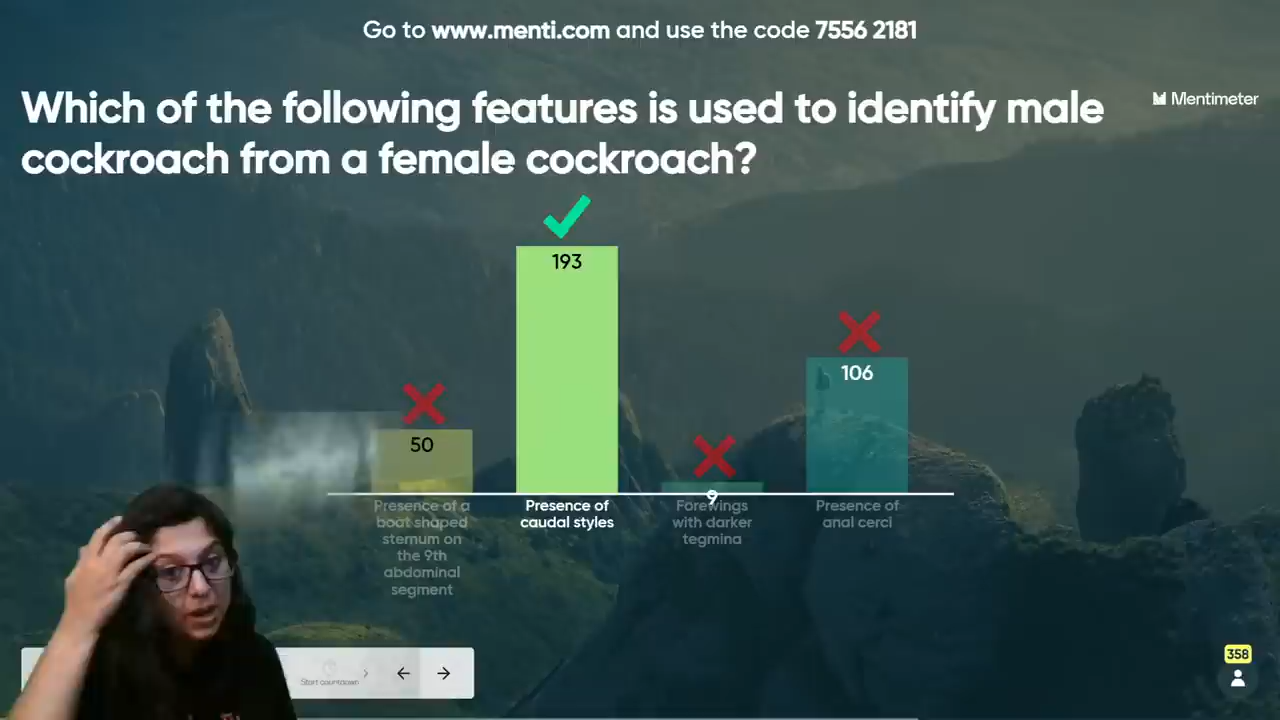 Go to www.menti.com and use the code 7556 2181
Which of the following features is used to identify male
cockroach from a female cockroach?
Mentimeter
193
106
50
9
Presence of a
boat shaped
sternum on
the 9th
abdominal
segment
Presence of
caudal styles
Forewings
with darker
tegmina
Presence of
anal cerci
358
Start countdown